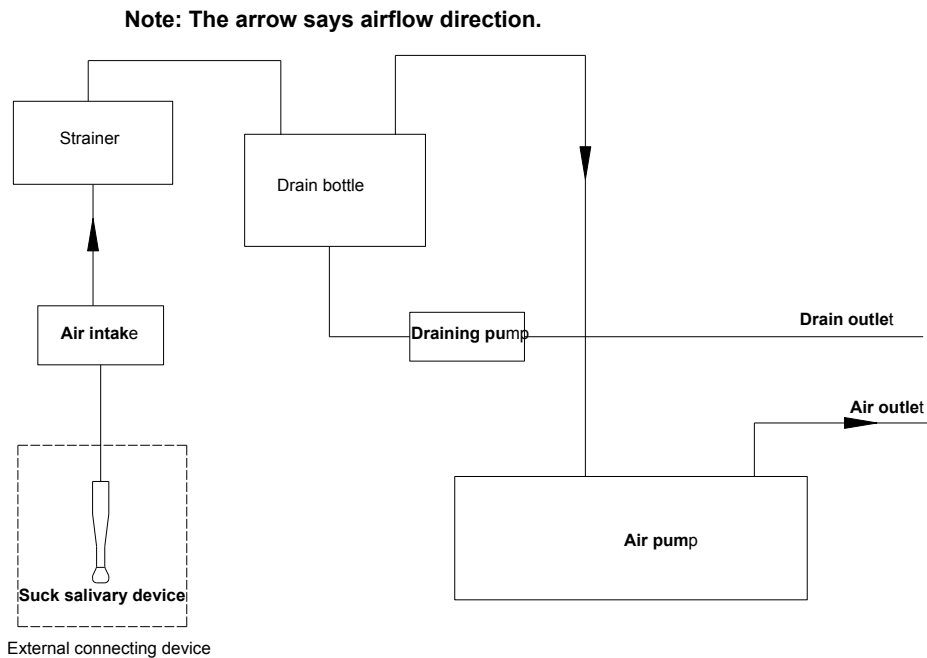 Note: The arrow says airflow direction.
Strainer
Drain bottle
Air intake
Draining pump
Drain outlet
Air outlet
Air pump
Suck salivary device
External connecting device